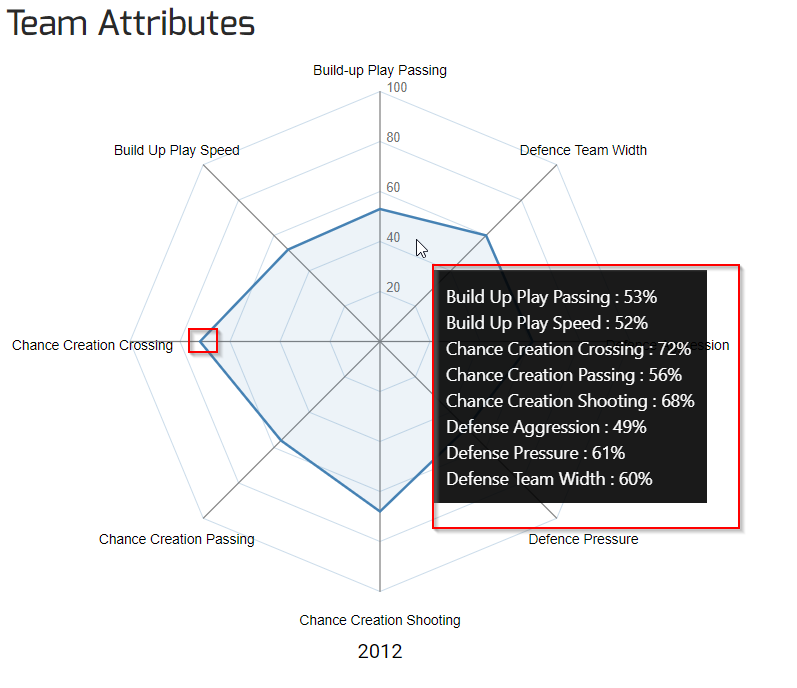 Team Attributes
Build-up Play Passing
100
Build Up Play Speed
80
Defence Team Width
60
40
20
Build Up Play Passing : 53%
Build Up Play Speed : 52%
Chance Creation Crossing
Chance Creation Crossing : 72%
Chance Creation Passing : 56%
Chance Creation Shooting : 68%
Defense Aggression : 49%
Defense Pressure : 61%
Defense Team Width : 60%
Chance Creation Passing
Defence Pressure
Chance Creation Shooting
2012